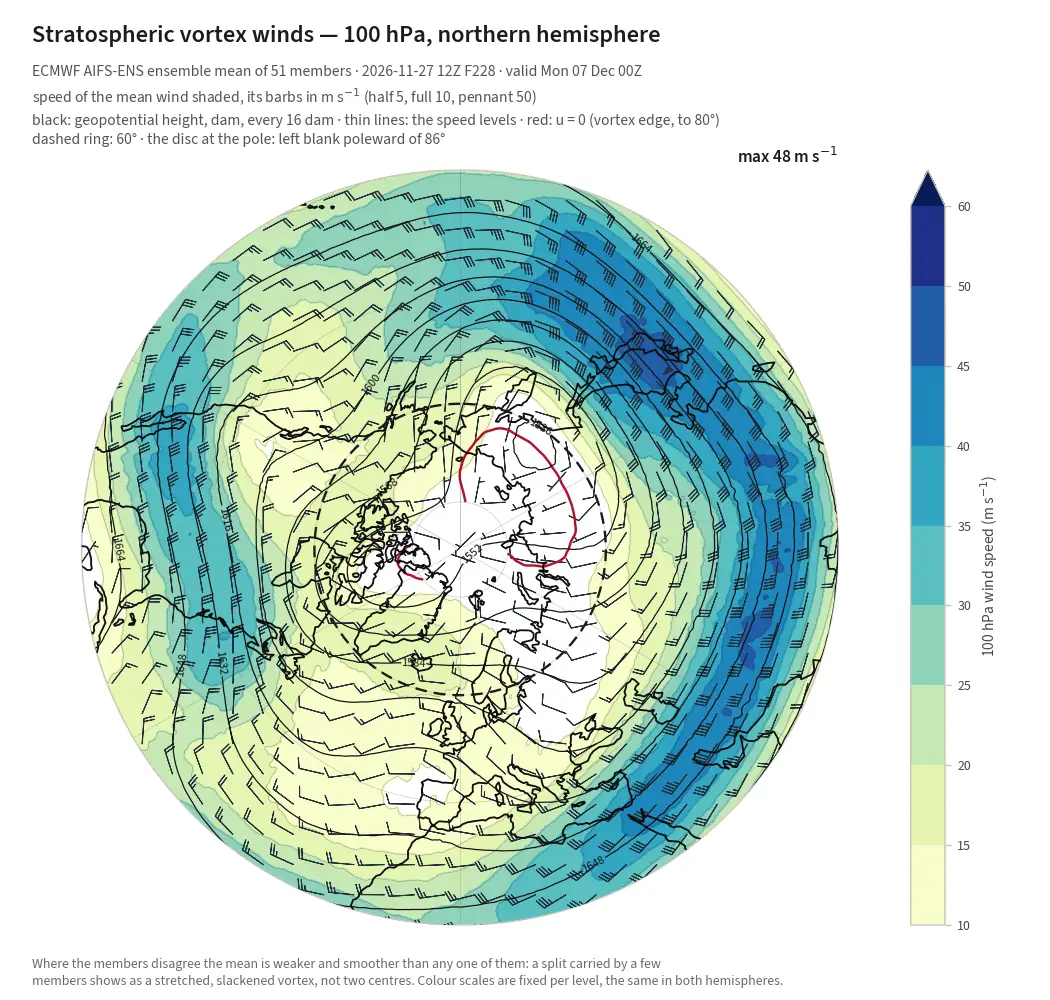 Stratospheric vortex winds — 100 hPa, northern hemisphere
ECMWF AIFS-ENS ensemble mean of 51 members · 2026-11-27 12Z F228 · valid Mon 07 Dec 00Z
speed of the mean wind shaded, its barbs in m s⁻¹ (half 5, full 10, pennant 50)
black: geopotential height, dam, every 16 dam · thin lines: the speed levels · red: u = 0 (vortex edge, to 80°)
dashed ring: 60° · the disc at the pole: left blank poleward of 86°
max 48 m s⁻¹
60
50
45
40
35
30
25
20
15
10
100 hPa wind speed (m s⁻¹)
1664
1600
1568
1616
1664
1552
1584
1648
1632
1648
Where the members disagree the mean is weaker and smoother than any one of them: a split carried by a few
members shows as a stretched, slackened vortex, not two centres. Colour scales are fixed per level, the same in both hemispheres.